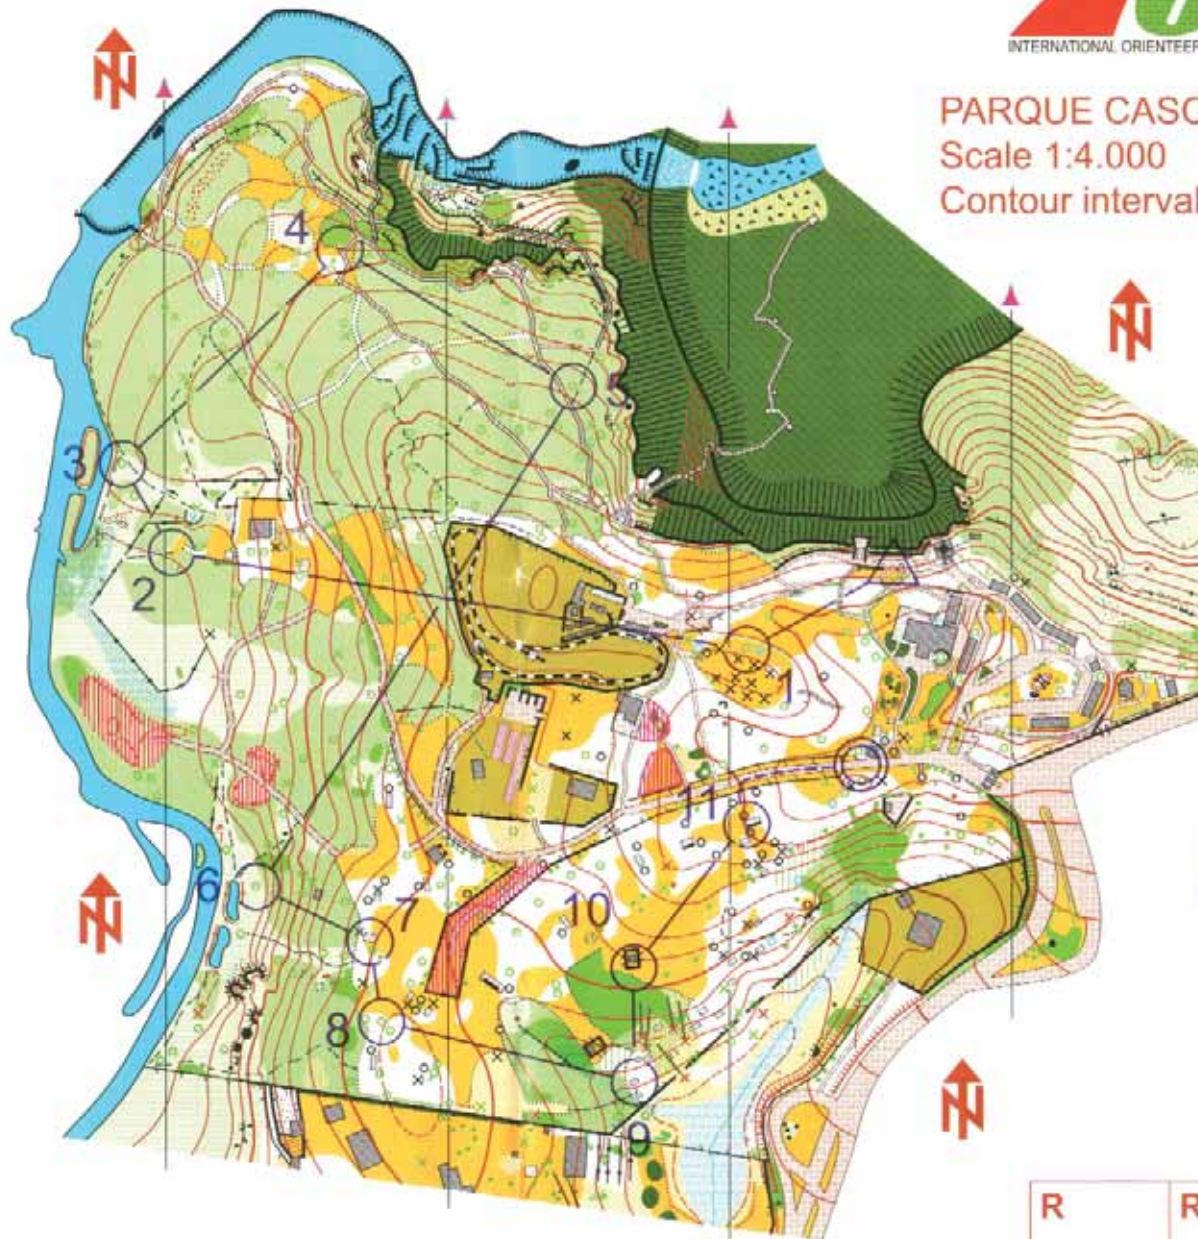 INTERNATIONAL ORIENTEER
PARQUE CASC
Scale 1:4.000
Contour interval
N
N
4
5
3
2
1
11
6
7
10
N
8
N
9
R
R